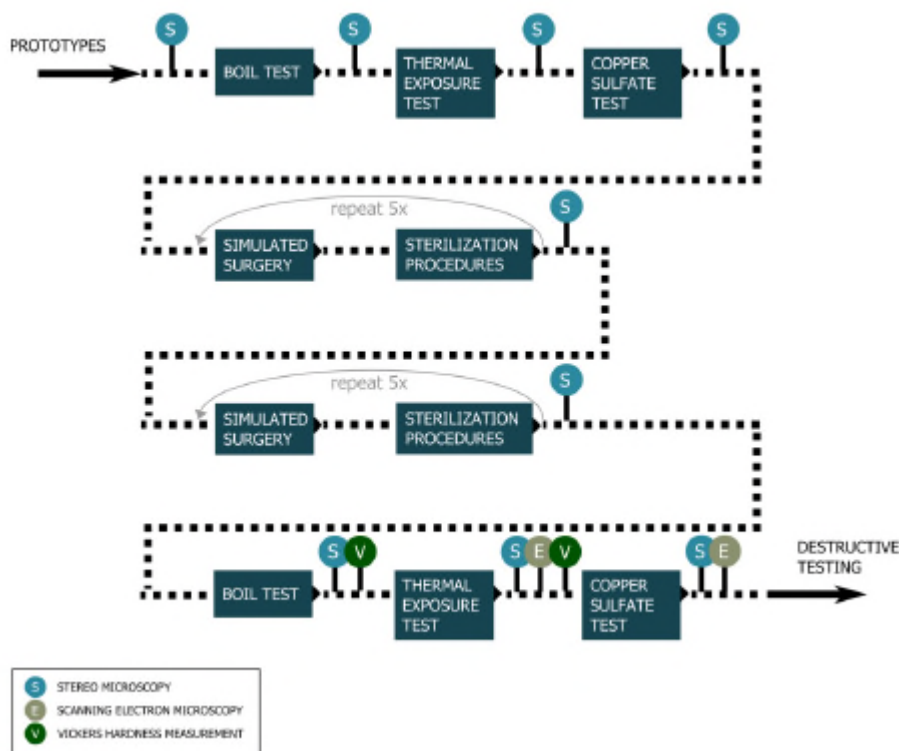 PROTOTYPES
S
S
S
S
BOIL TEST
THERMAL
EXPOSURE
TEST
COPPER
SULFATE
TEST
repeat 5x
S
SIMULATED
SURGERY
STERILIZATION
PROCEDURES
repeat 5x
S
SIMULATED
SURGERY
STERILIZATION
PROCEDURES
S V
S E V
S E
DESTRUCTIVE
TESTING
BOIL TEST
THERMAL
EXPOSURE
TEST
COPPER
SULFATE
TEST
S STEREO MICROSCOPY
E SCANNING ELECTRON MICROSCOPY
V VICKERS HARDNESS MEASUREMENT